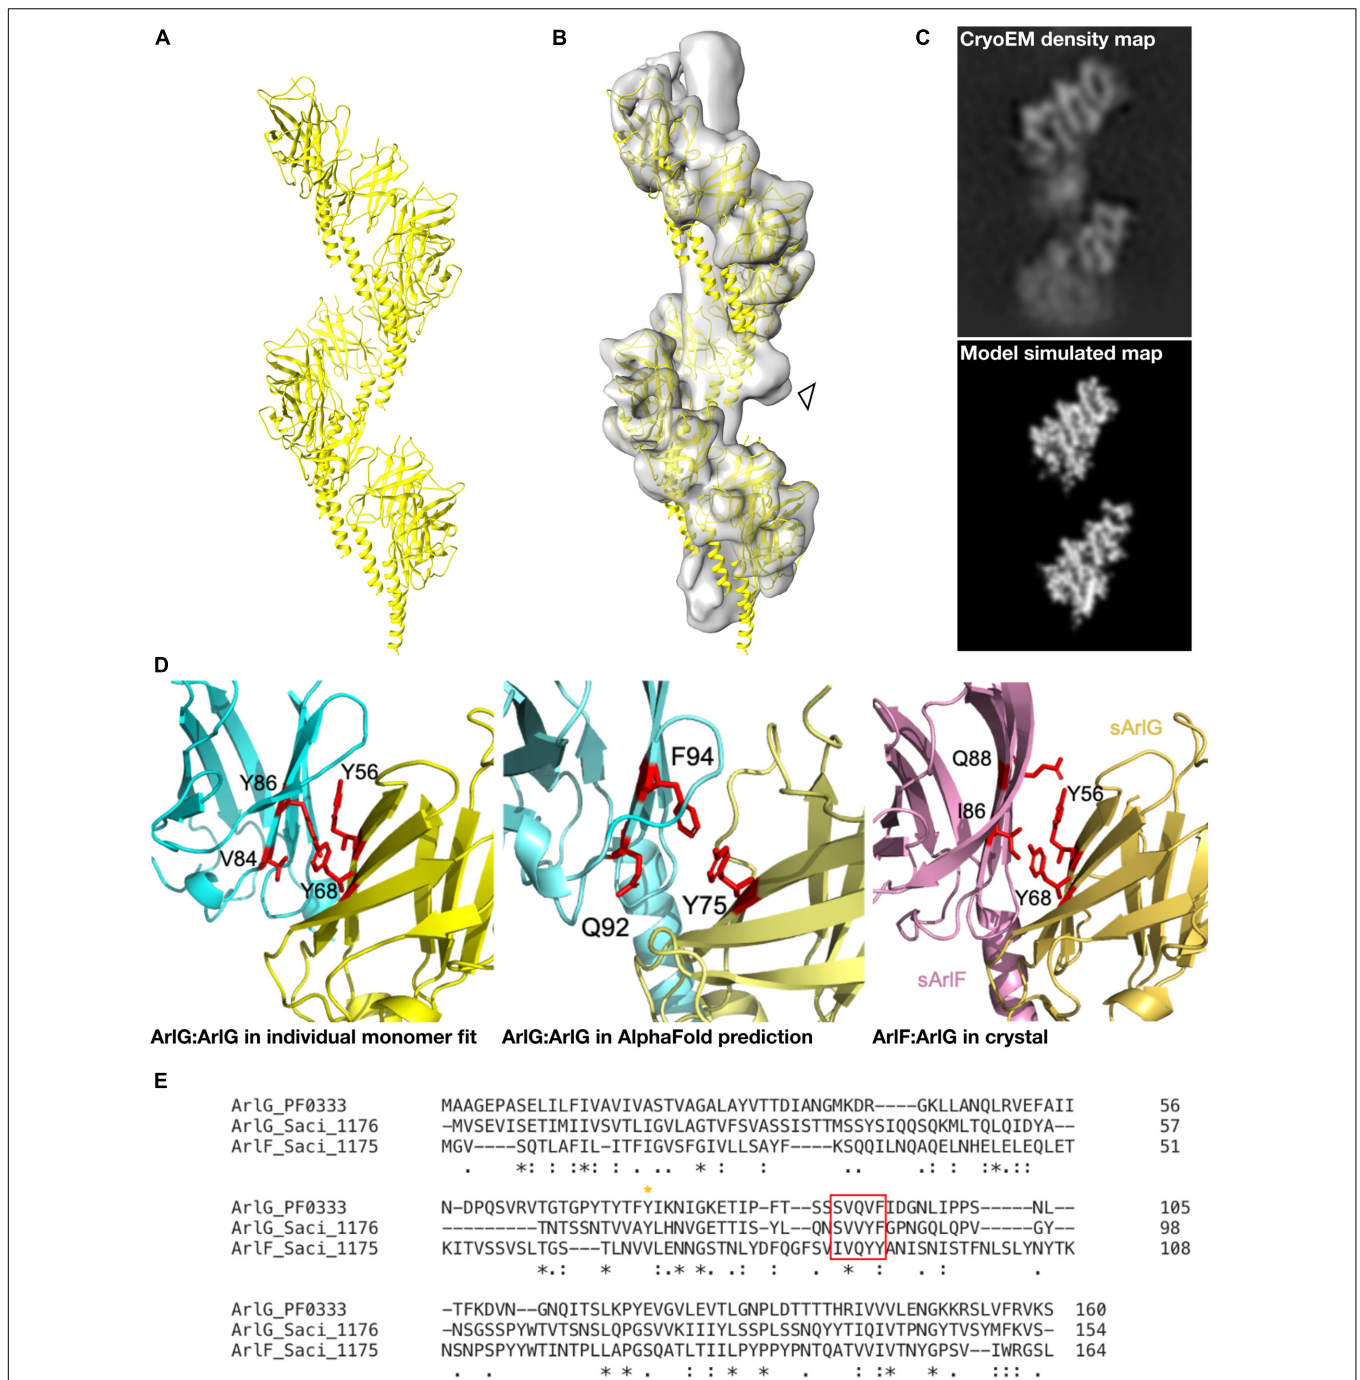 A
B
C
CryoEM density map
Model simulated map
D
Y86
Y56
V84
Y68
F94
Q92
Y75
sArlG
Q88
Y56
I86
Y68
sArlF
ArlG:ArlG in individual monomer fit
ArlG:ArlG in AlphaFold prediction
ArlF:ArlG in crystal
E
ArlG_PF0333 MAAGEPASELILFIVAVIVASTVAGALAYVTTDIANGMKDR----GKLLANQLRVEFAII 56
ArlG_Saci_1176 -MVSEVISETIMIIVSVTLIGVLAGTVFSVASSISTTMSSYSIQQSQKMLTQLQIDYA-- 57
ArlF_Saci_1175 MGV----SQTLAFIL-ITFIGVSFGIVLLSAYF----KSQQILNQAQELNHELELEQLET 51
. *: : :*: : . .. * : : .. .: : :*.::
*
ArlG_PF0333 N-DPQSVRVTGTGPYTYTFYIKNIGKETIP-FT--SSSVQVFIDGNLIPPS-----NL-- 105
ArlG_Saci_1176 ---------TNTSSNTVVAYLHNVGETTIS-YL--QNSVVYFGPNGQLQPV-----GY-- 98
ArlF_Saci_1175 KITVSSVSLTGS---TLNVVLENNGSTNLYDFQGFSVIVQYYANISNISTFNLSLYNYTK 108
*.: * :.* *. .: : . * : . : .
ArlG_PF0333 -TFKDVN--GNQITSLKPYEVGVLEVTLGNPLDTTTTHRIVVVLENGKKRSLVFRVKS 160
ArlG_Saci_1176 -NSGSSPYWTVTSNSLQPGSVVKIIIYLSSPLSSNQYYTIQIVTPNGYTVSYMFKVS- 154
ArlF_Saci_1175 NSNPSPYYWTINTPLLAPGSQATLTIILPYPPYPNTQATVVIVTNYGPSV--IWRGSL 164
. . * * . : : * * . : :* * . ::: .